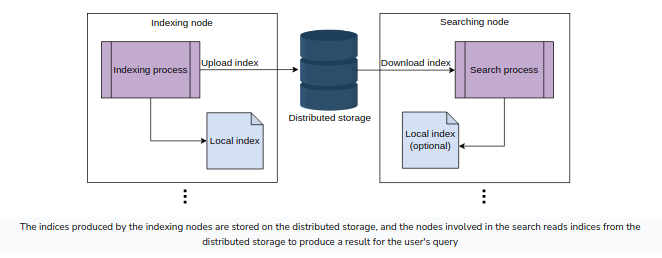 Indexing node
Searching node
Indexing process
Upload index
Download index
Search process
Distributed storage
Local index
Local index
(optional)
The indices produced by the indexing nodes are stored on the distributed storage, and the nodes involved in the search reads indices from the
distributed storage to produce a result for the user's query